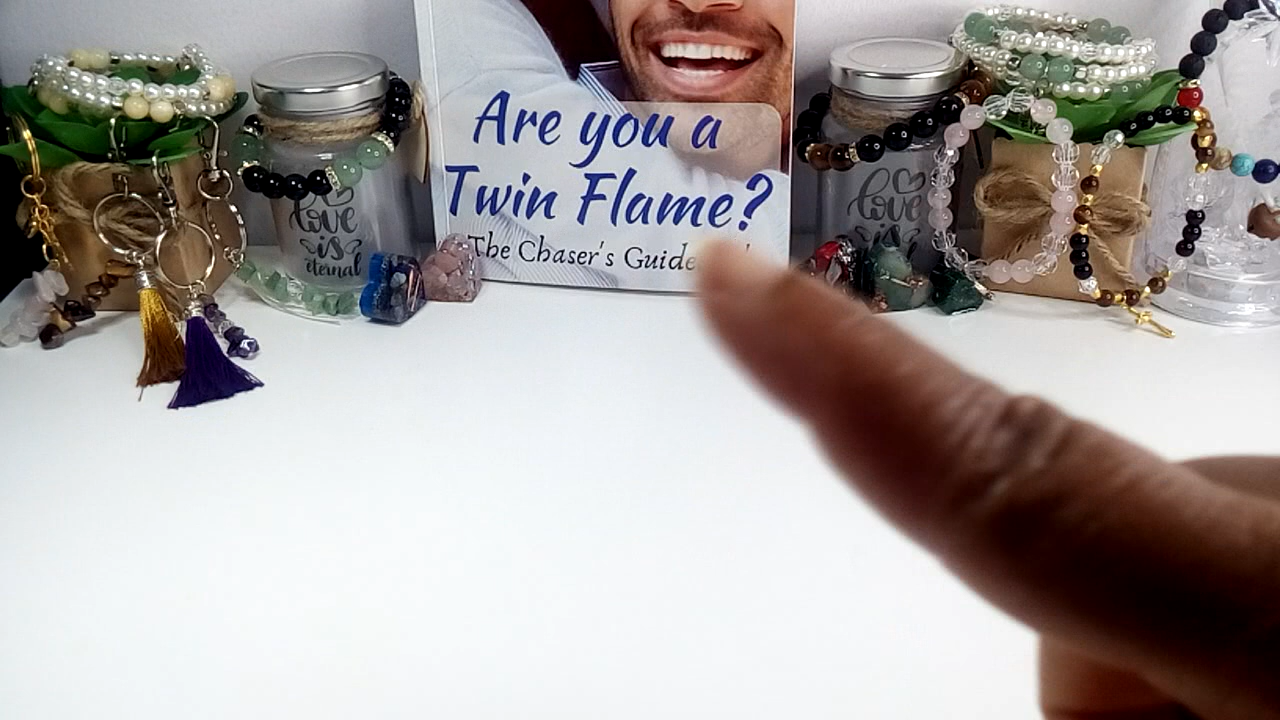 Are you a
Twin Flame?
The Chaser's Guide
love
is
eternal
love
is